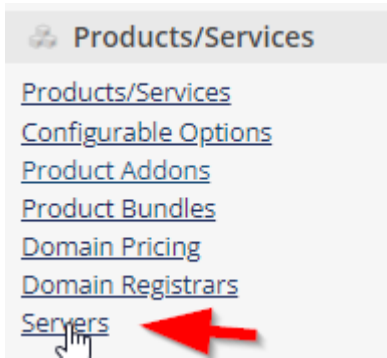 Products/Services
Products/Services
Configurable Options
Product Addons
Product Bundles
Domain Pricing
Domain Registrars
Servers